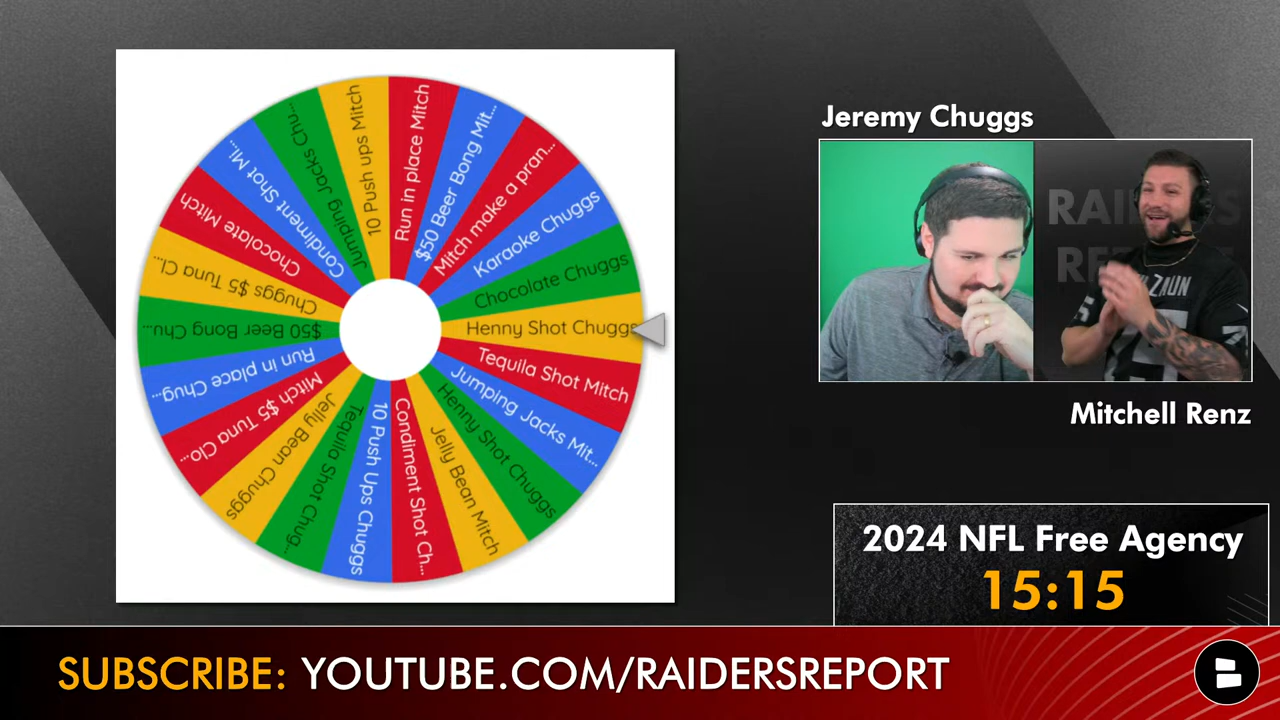 Run in place Mitch
$50 Beer Bong Mit...
Mitch make a pran...
Karaoke Chuggs
Chocolate Chuggs
Henny Shot Chuggs
Tequila Shot Mitch
Jumping Jacks Mit...
Henny Shot Chuggs
Jelly Bean Mitch
Condiment Shot Ch...
10 Push Ups Chuggs
Tequila Shot Chug...
Jelly Bean Chuggs
Mitch $5 Tuna Clo...
Run in place Chug...
$50 Beer Bong Chu...
Chuggs $5 Tuna Cl...
Chocolate Mitch
Condiment Shot Mi...
Jumping Jacks Chu...
10 Push ups Mitch
Jeremy Chuggs
Mitchell Renz
2024 NFL Free Agency
15:15
SUBSCRIBE: YOUTUBE.COM/RAIDERSREPORT